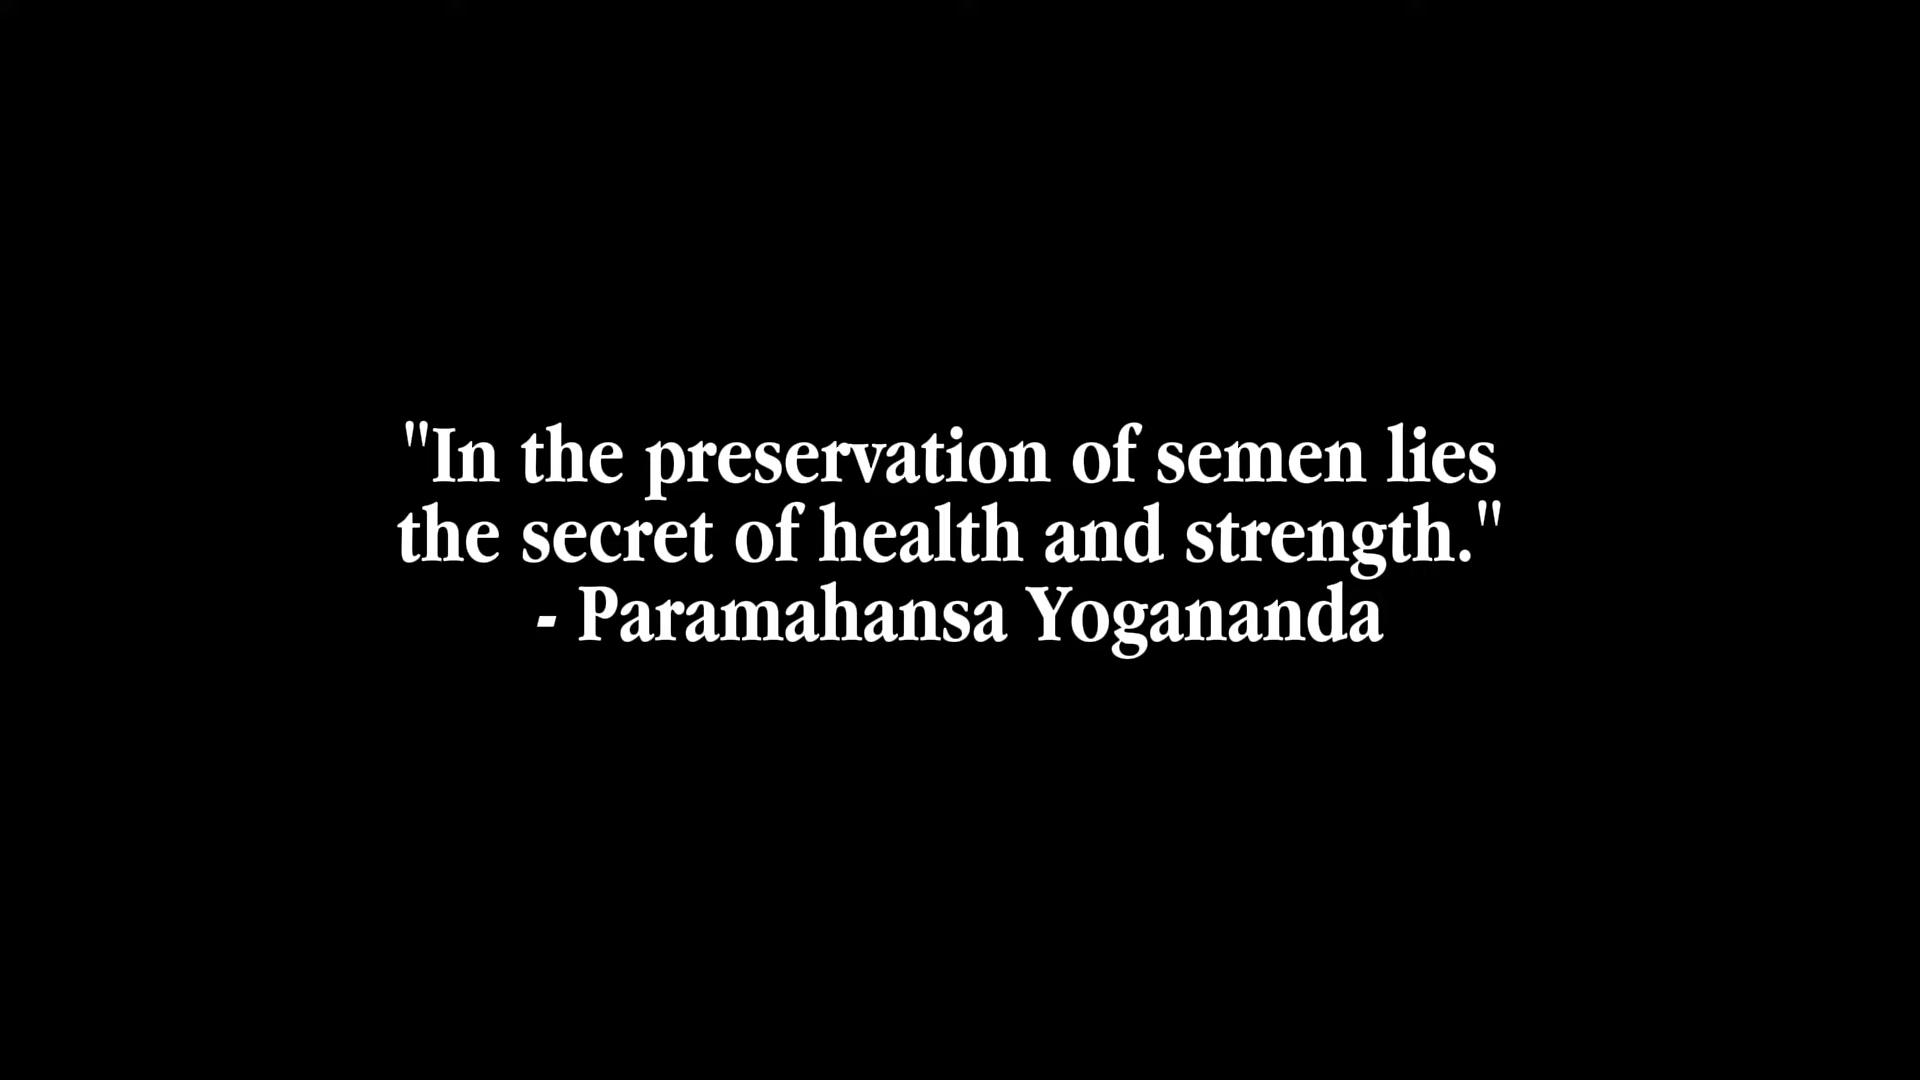 "In the preservation of semen lies
the secret of health and strength."
- Paramahansa Yogananda